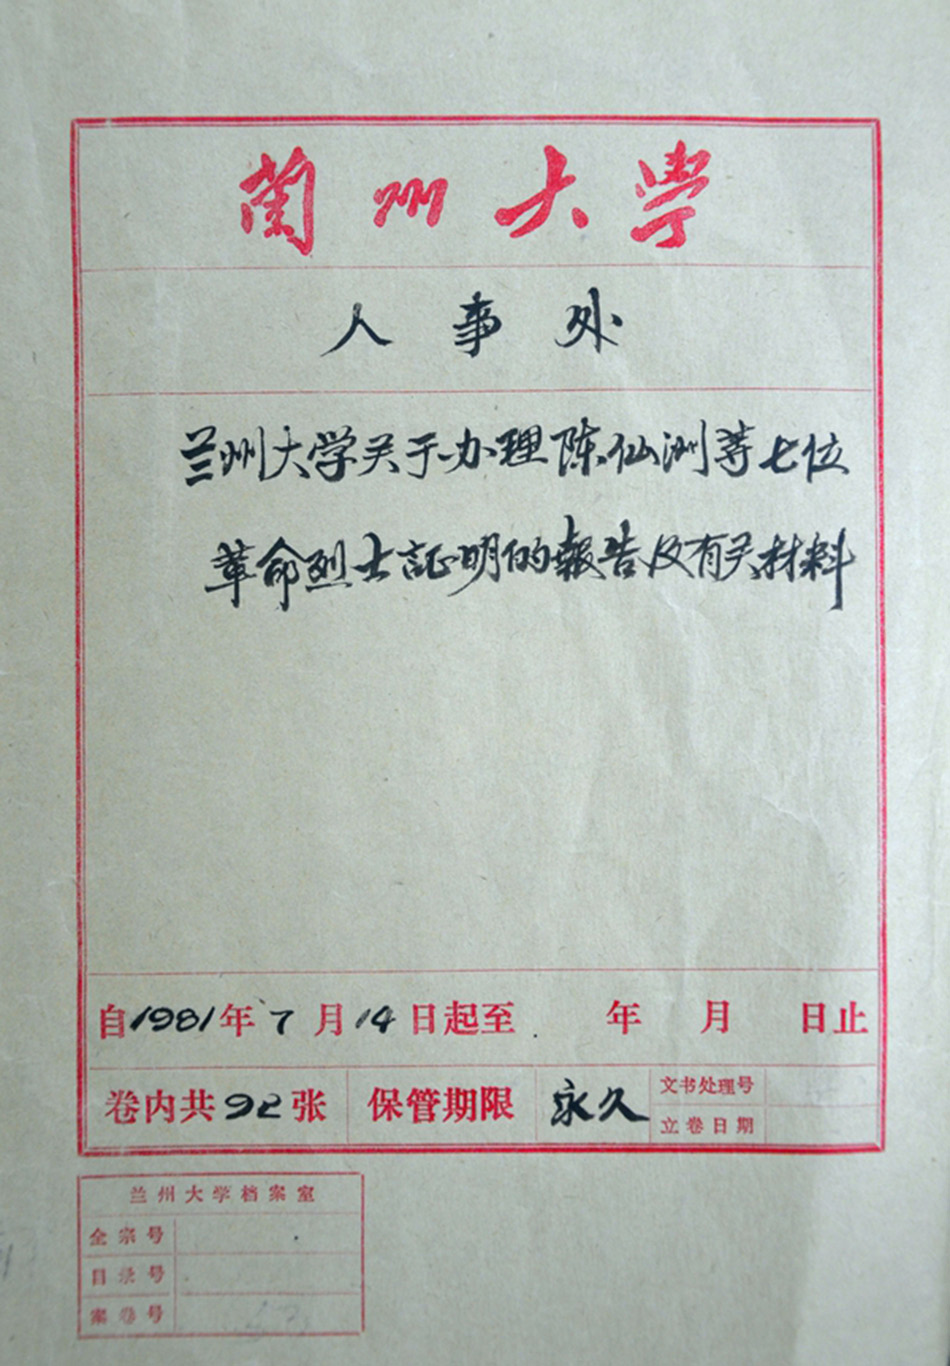 蘭州大學
人事处
兰州大学关于办理陈仙洲等七位
革命烈士証明的報告及有关材料
自1981年7月14日起至 年 月 日止
卷内共92张 保管期限 永久 文书处理号
立卷日期
兰州大学档案室
全宗号
目录号
案卷号